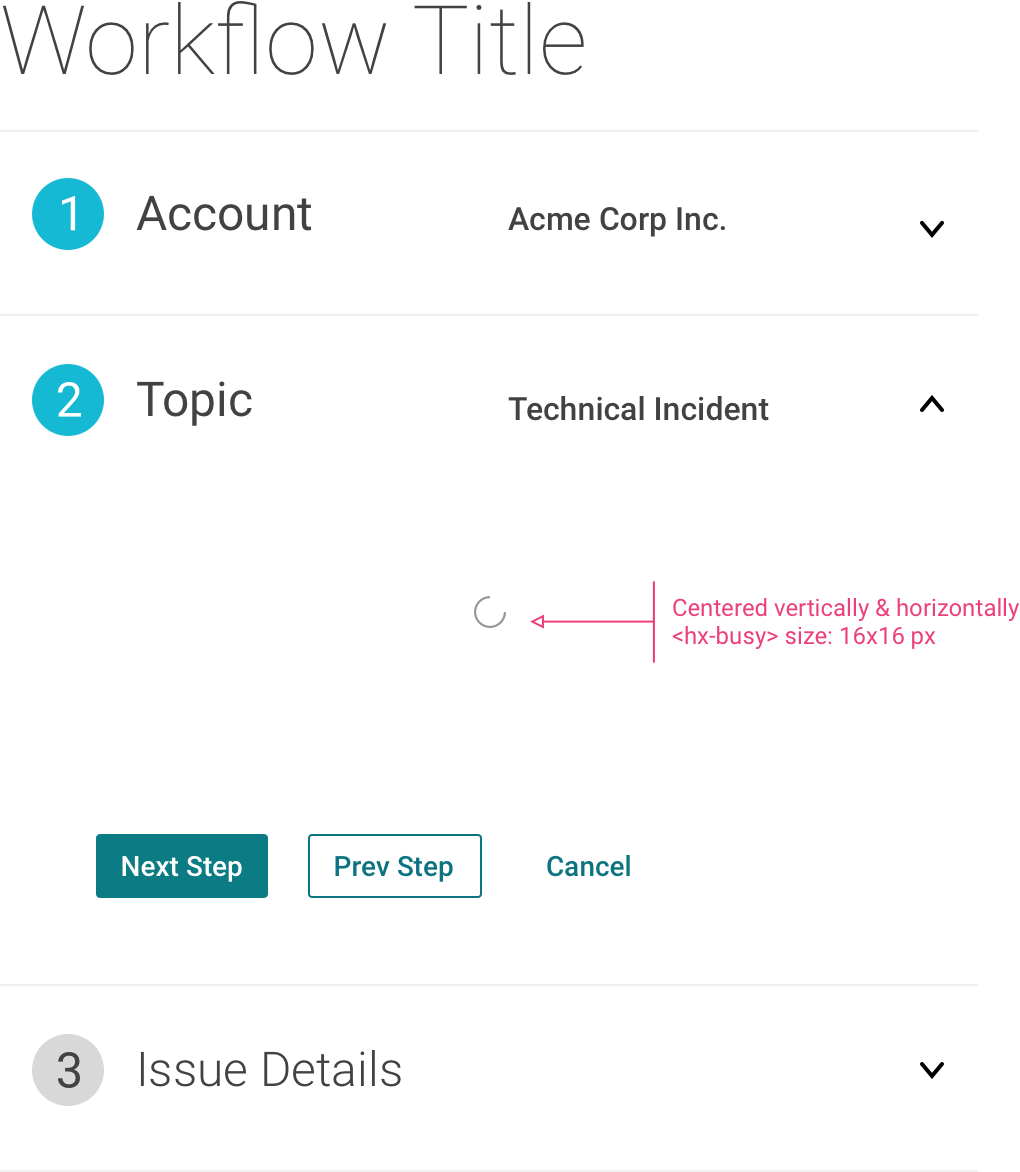 Workflow Title
1 Account Acme Corp Inc.
2 Topic Technical Incident
Centered vertically & horizontally
<hx-busy> size: 16x16 px
Next Step Prev Step Cancel
3 Issue Details